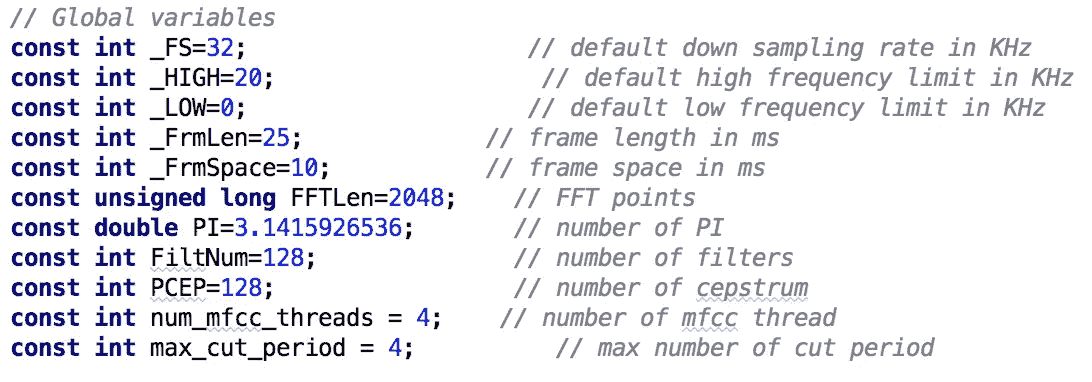 // Global variables
const int _FS=32; // default down sampling rate in KHz
const int _HIGH=20; // default high frequency limit in KHz
const int _LOW=0; // default low frequency limit in KHz
const int _FrmLen=25; // frame length in ms
const int _FrmSpace=10; // frame space in ms
const unsigned long FFTLen=2048; // FFT points
const double PI=3.1415926536; // number of PI
const int FiltNum=128; // number of filters
const int PCEP=128; // number of cepstrum
const int num_mfcc_threads = 4; // number of mfcc thread
const int max_cut_period = 4; // max number of cut period